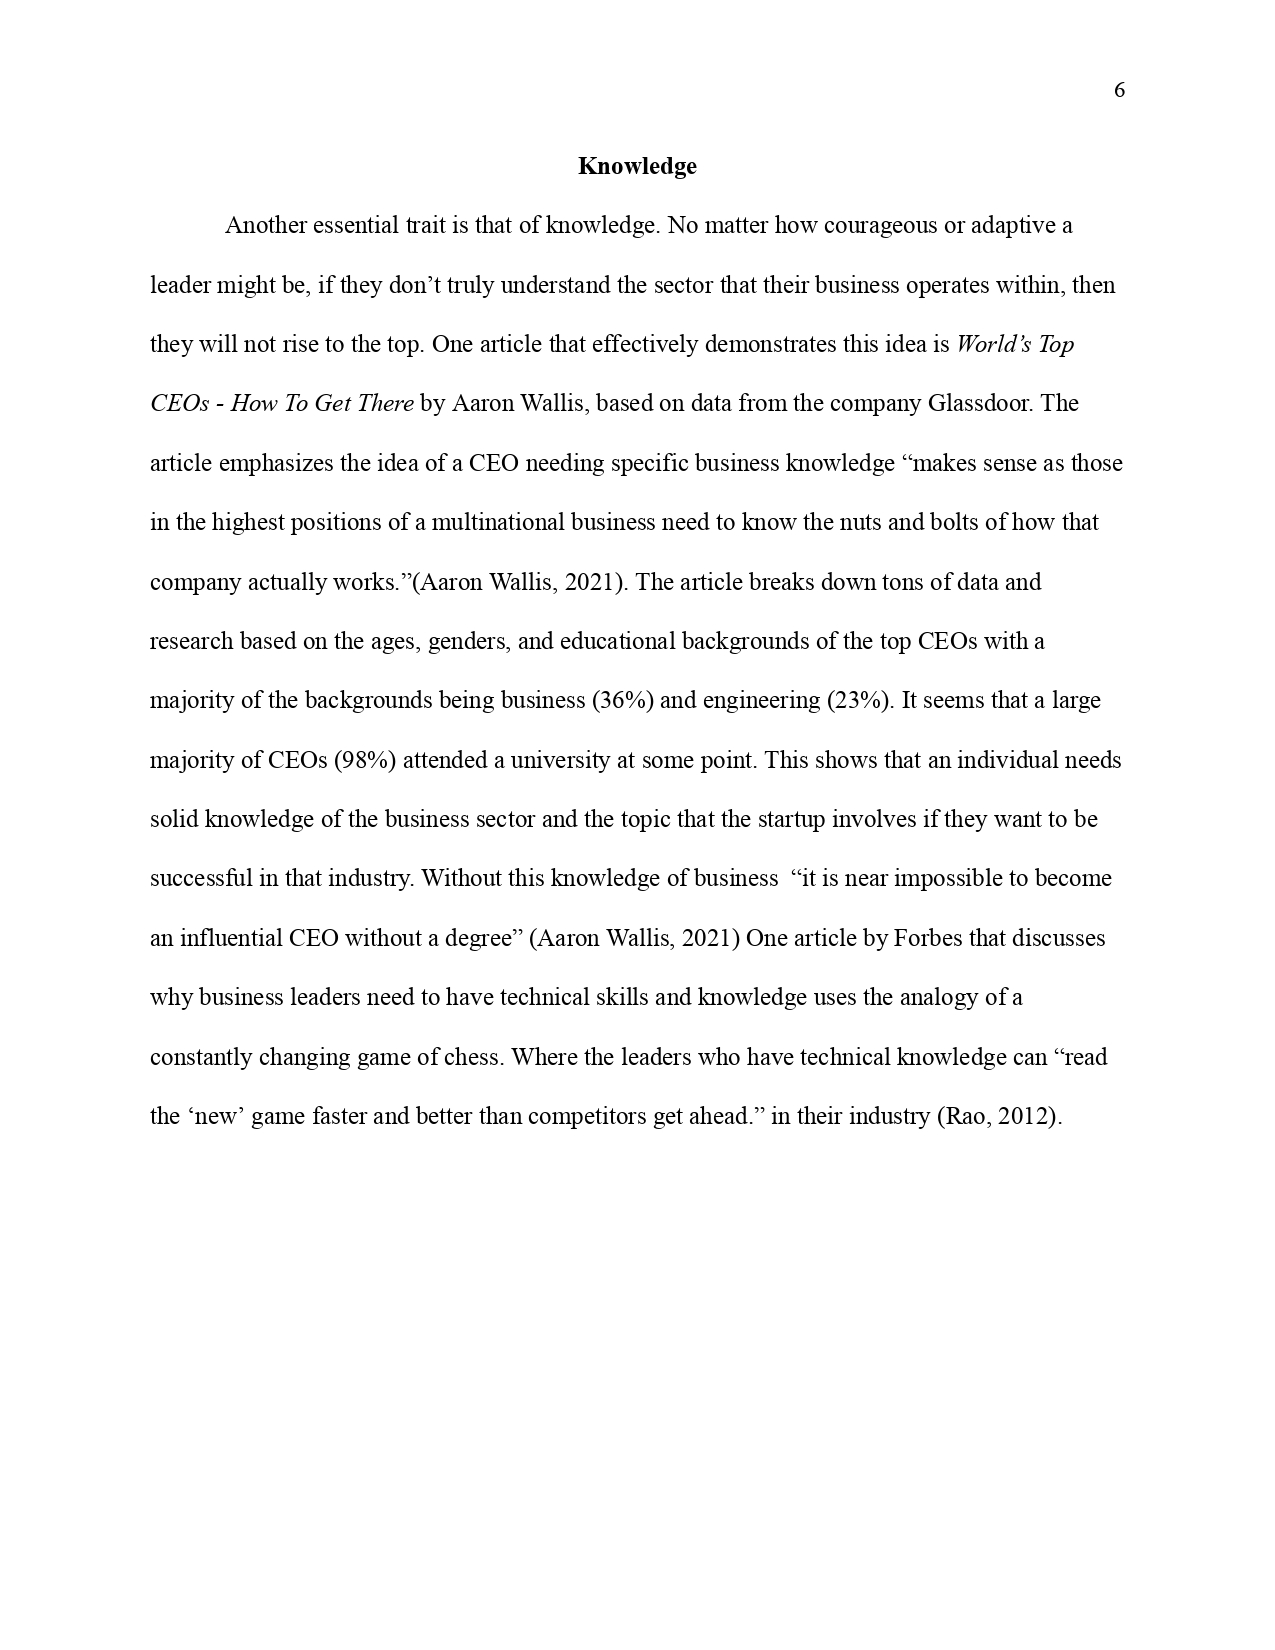 6
Knowledge
Another essential trait is that of knowledge. No matter how courageous or adaptive a
leader might be, if they don’t truly understand the sector that their business operates within, then
they will not rise to the top. One article that effectively demonstrates this idea is World’s Top
CEOs - How To Get There by Aaron Wallis, based on data from the company Glassdoor. The
article emphasizes the idea of a CEO needing specific business knowledge “makes sense as those
in the highest positions of a multinational business need to know the nuts and bolts of how that
company actually works.”(Aaron Wallis, 2021). The article breaks down tons of data and
research based on the ages, genders, and educational backgrounds of the top CEOs with a
majority of the backgrounds being business (36%) and engineering (23%). It seems that a large
majority of CEOs (98%) attended a university at some point. This shows that an individual needs
solid knowledge of the business sector and the topic that the startup involves if they want to be
successful in that industry. Without this knowledge of business  “it is near impossible to become
an influential CEO without a degree” (Aaron Wallis, 2021) One article by Forbes that discusses
why business leaders need to have technical skills and knowledge uses the analogy of a
constantly changing game of chess. Where the leaders who have technical knowledge can “read
the ‘new’ game faster and better than competitors get ahead.” in their industry (Rao, 2012).